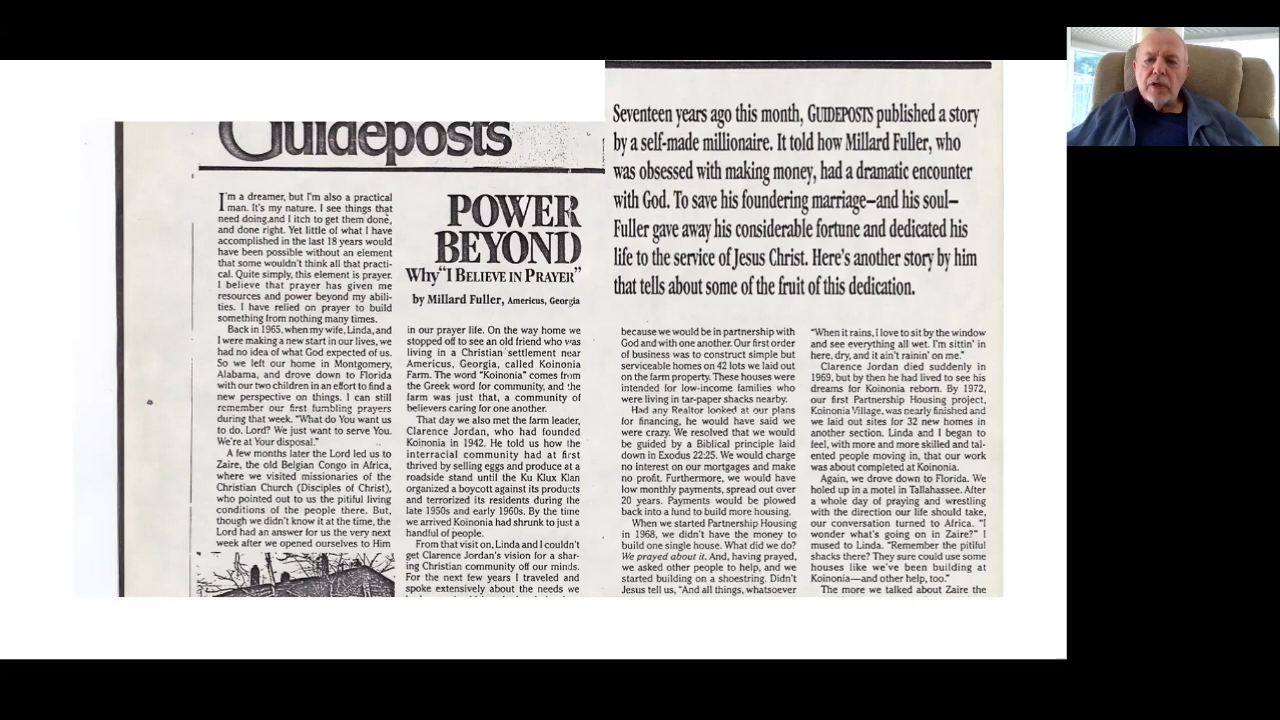 Guideposts
I'm a dreamer, but I'm also a practical
man. It's my nature. I see things that
need doing and I itch to get them done,
and done right. Yet little of what I have
accomplished in the last 18 years would
have been possible without an element
that some wouldn't think all that practi-
cal. Quite simply, this element is prayer.
I believe that prayer has given me
resources and power beyond my abili-
ties. I have relied on prayer to build
something from nothing many times.
Back in 1965, when my wife, Linda, and
I were making a new start in our lives, we
had no idea of what God expected of us.
So we left our home in Montgomery,
Alabama, and drove down to Florida
with our two children in an effort to find a
new perspective on things. I can still
remember our first fumbling prayers
during that week. "What do You want us
to do, Lord? We just want to serve You.
We're at Your disposal."
A few months later the Lord led us to
Zaire, the old Belgian Congo in Africa,
where we visited missionaries of the
Christian Church (Disciples of Christ),
who pointed out to us the pitiful living
conditions of the people there. But,
though we didn't know it at the time, the
Lord had an answer for us the very next
week after we opened ourselves to Him
POWER
BEYOND
Why "I BELIEVE IN PRAYER"
by Millard Fuller, Americus, Georgia
in our prayer life. On the way home we
stopped off to see an old friend who was
living in a Christian settlement near
Americus, Georgia, called Koinonia
Farm. The word "Koinonia" comes from
the Greek word for community, and the
farm was just that, a community of
believers caring for one another.
That day we also met the farm leader,
Clarence Jordan, who had founded
Koinonia in 1942. He told us how the
interracial community had at first
thrived by selling eggs and produce at a
roadside stand until the Ku Klux Klan
organized a boycott against its products
and terrorized its residents during the
late 1950s and early 1960s. By the time
we arrived Koinonia had shrunk to just a
handful of people.
From that visit on, Linda and I couldn't
get Clarence Jordan's vision for a shar-
ing Christian community off our minds.
For the next few years I traveled and
spoke extensively about the needs we
Seventeen years ago this month, GUIDEPOSTS published a story
by a self-made millionaire. It told how Millard Fuller, who
was obsessed with making money, had a dramatic encounter
with God. To save his foundering marriage—and his soul—
Fuller gave away his considerable fortune and dedicated his
life to the service of Jesus Christ. Here's another story by him
that tells about some of the fruit of this dedication.
because we would be in partnership with
God and with one another. Our first order
of business was to construct simple but
serviceable homes on 42 lots we laid out
on the farm property. These houses were
intended for low-income families who
were living in tar-paper shacks nearby.
Had any Realtor looked at our plans
for financing, he would have said we
were crazy. We resolved that we would
be guided by a Biblical principle laid
down in Exodus 22:25. We would charge
no interest on our mortgages and make
no profit. Furthermore, we would have
low monthly payments, spread out over
20 years. Payments would be plowed
back into a fund to build more housing.
When we started Partnership Housing
in 1968, we didn't have the money to
build one single house. What did we do?
We prayed about it. And, having prayed,
we asked other people to help, and we
started building on a shoestring. Didn't
Jesus tell us, "And all things, whatsoever
"When it rains, I love to sit by the window
and see everything all wet. I'm sittin' in
here, dry, and it ain't rainin' on me."
Clarence Jordan died suddenly in
1969, but by then he had lived to see his
dreams for Koinonia reborn. By 1972,
our first Partnership Housing project,
Koinonia Village, was nearly finished and
we laid out sites for 32 new homes in
another section. Linda and I began to
feel, with more and more skilled and tal-
ented people moving in, that our work
was about completed at Koinonia.
Again, we drove down to Florida. We
holed up in a motel in Tallahassee. After
a whole day of praying and wrestling
with the direction our life should take,
our conversation turned to Africa. "I
wonder what's going on in Zaire?" I
mused to Linda. "Remember the pitiful
shacks there? They sure could use some
houses like we've been building at
Koinonia—and other help, too."
The more we talked about Zaire the